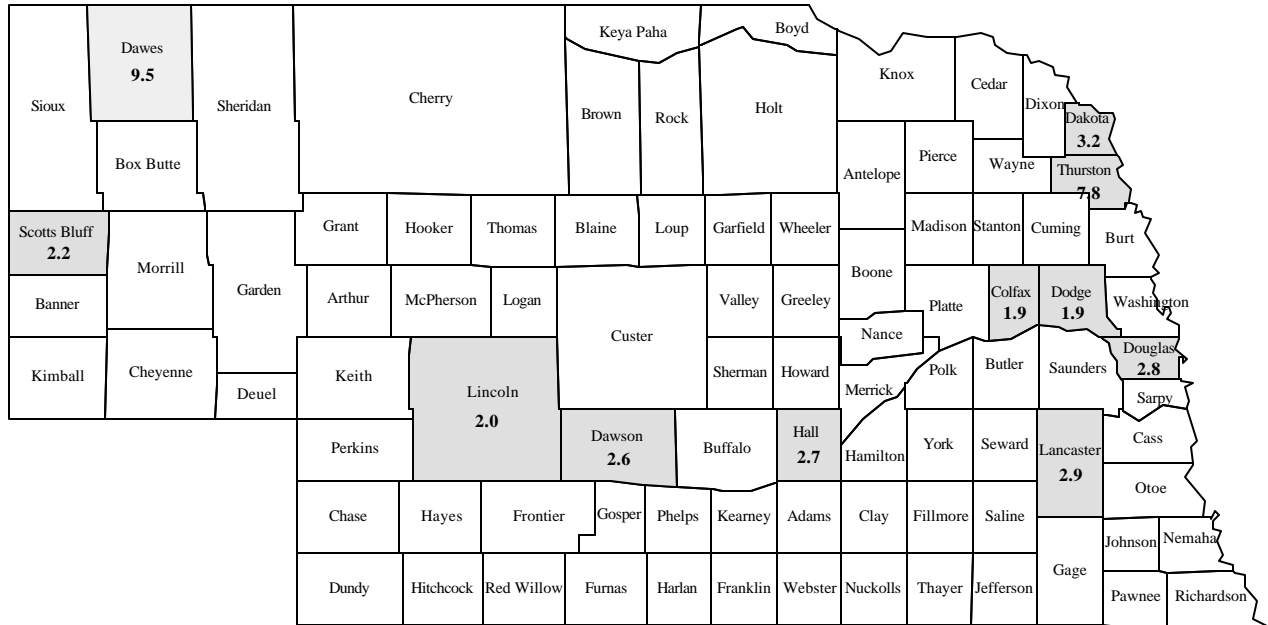 Keya Paha
Boyd
Dawes
9.5
Knox
Cedar
Sioux
Sheridan
Cherry
Brown
Rock
Holt
Dixon
Dakota
3.2
Box Butte
Antelope
Pierce
Wayne
Thurston
7.8
Scotts Bluff
2.2
Grant
Hooker
Thomas
Blaine
Loup
Garfield
Wheeler
Madison
Stanton
Cuming
Burt
Morrill
Garden
Boone
Banner
Arthur
McPherson
Logan
Valley
Greeley
Platte
Colfax
1.9
Dodge
1.9
Washington
Custer
Nance
Kimball
Cheyenne
Keith
Sherman
Howard
Polk
Butler
Saunders
Douglas
2.8
Deuel
Lincoln
2.0
Merrick
Sarpy
Perkins
Dawson
2.6
Buffalo
Hall
2.7
Hamilton
York
Seward
Lancaster
2.9
Cass
Otoe
Chase
Hayes
Frontier
Gosper
Phelps
Kearney
Adams
Clay
Fillmore
Saline
Johnson
Nemaha
Gage
Dundy
Hitchcock
Red Willow
Furnas
Harlan
Franklin
Webster
Nuckolls
Thayer
Jefferson
Pawnee
Richardson